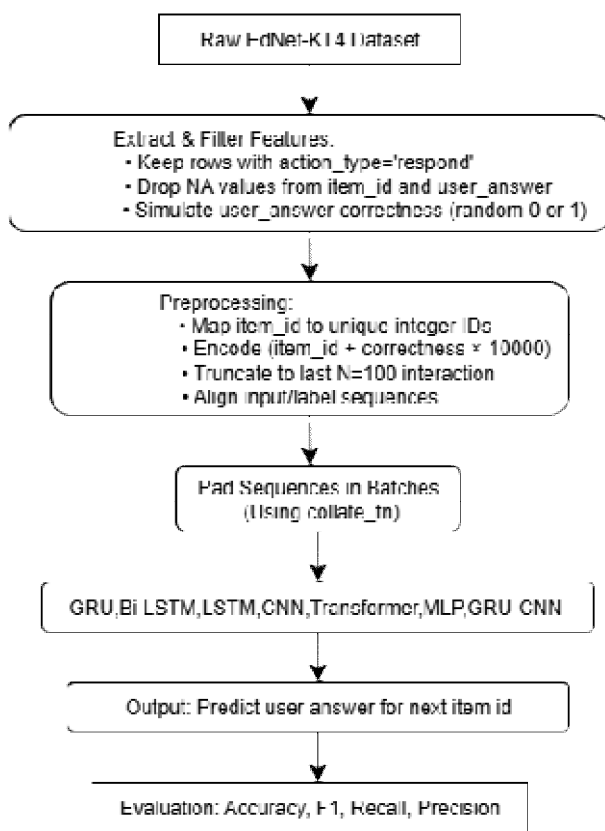 Raw EdNet-KT4 Dataset
Extract & Filter Features:
• Keep rows with action_type='respond'
• Drop NA values from item_id and user_answer
• Simulate user_answer correctness (random 0 or 1)
Preprocessing:
• Map item_id to unique integer IDs
• Encode (item_id + correctness × 10000)
• Truncate to last N=100 interaction
• Align input/label sequences
Pad Sequences in Batches
(Using collate_fn)
GRU,Bi LSTM,LSTM,CNN,Transformer,MLP,GRU CNN
Output: Predict user answer for next item id
Evaluation: Accuracy, F1, Recall, Precision